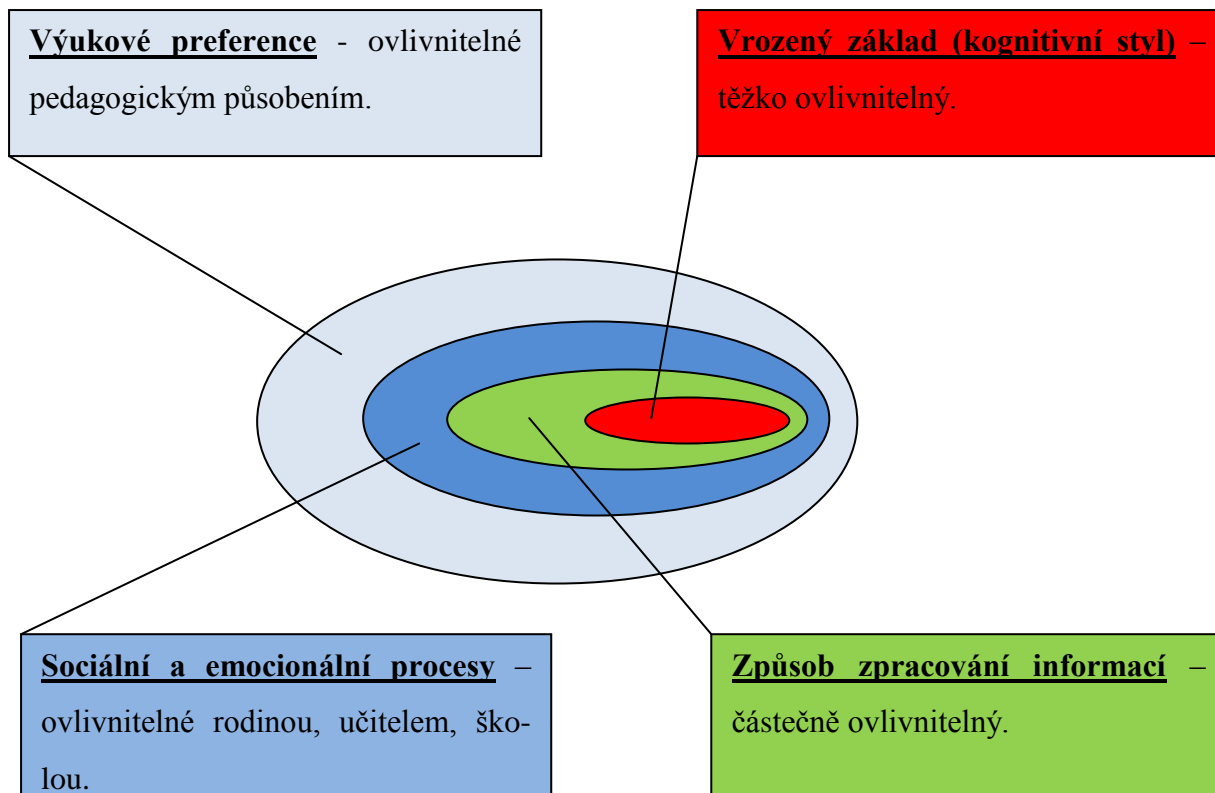 Výukové preference - ovlivnitelné
pedagogickým působením.
Vrozený základ (kognitivní styl) –
těžko ovlivnitelný.
Sociální a emocionální procesy –
ovlivnitelné rodinou, učitelem, ško-
lou.
Způsob zpracování informací –
částečně ovlivnitelný.